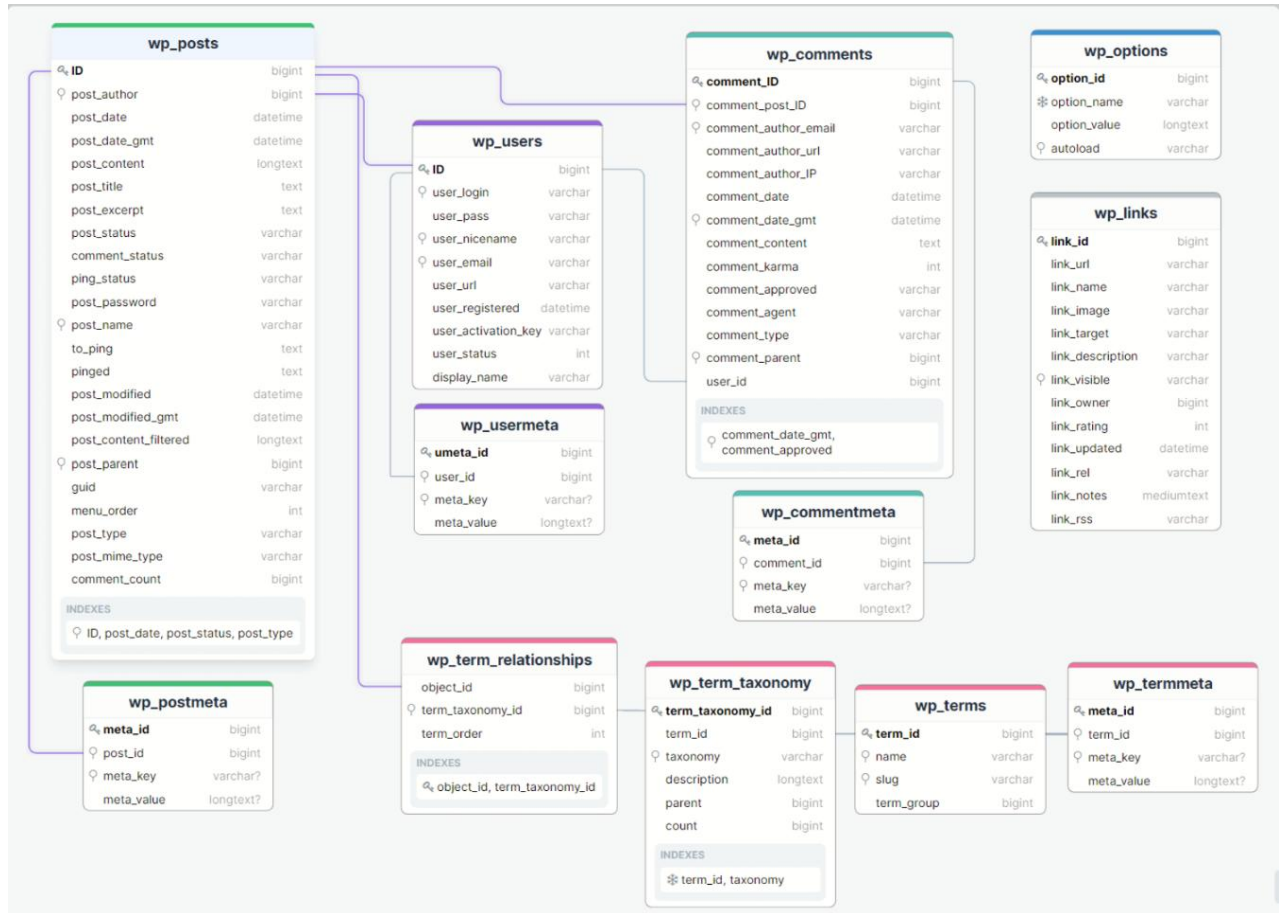 wp_posts
ID bigint
post_author bigint
post_date datetime
post_date_gmt datetime
post_content longtext
post_title text
post_excerpt text
post_status varchar
comment_status varchar
ping_status varchar
post_password varchar
post_name varchar
to_ping text
pinged text
post_modified datetime
post_modified_gmt datetime
post_content_filtered longtext
post_parent bigint
guid varchar
menu_order int
post_type varchar
post_mime_type varchar
comment_count bigint
INDEXES
ID, post_date, post_status, post_type
wp_postmeta
meta_id bigint
post_id bigint
meta_key varchar?
meta_value longtext?
wp_users
ID bigint
user_login varchar
user_pass varchar
user_nicename varchar
user_email varchar
user_url varchar
user_registered datetime
user_activation_key varchar
user_status int
display_name varchar
wp_usermeta
umeta_id bigint
user_id bigint
meta_key varchar?
meta_value longtext?
wp_term_relationships
object_id bigint
term_taxonomy_id bigint
term_order int
INDEXES
object_id, term_taxonomy_id
wp_comments
comment_ID bigint
comment_post_ID bigint
comment_author_email varchar
comment_author_url varchar
comment_author_IP varchar
comment_date datetime
comment_date_gmt datetime
comment_content text
comment_karma int
comment_approved varchar
comment_agent varchar
comment_type varchar
comment_parent bigint
user_id bigint
INDEXES
comment_date_gmt,
comment_approved
wp_commentmeta
meta_id bigint
comment_id bigint
meta_key varchar?
meta_value longtext?
wp_term_taxonomy
term_taxonomy_id bigint
term_id bigint
taxonomy varchar
description longtext
parent bigint
count bigint
INDEXES
term_id, taxonomy
wp_terms
term_id bigint
name varchar
slug varchar
term_group bigint
wp_options
option_id bigint
option_name varchar
option_value longtext
autoload varchar
wp_links
link_id bigint
link_url varchar
link_name varchar
link_image varchar
link_target varchar
link_description varchar
link_visible varchar
link_owner bigint
link_rating int
link_updated datetime
link_rel varchar
link_notes mediumtext
link_rss varchar
wp_termmeta
meta_id bigint
term_id bigint
meta_key varchar?
meta_value longtext?